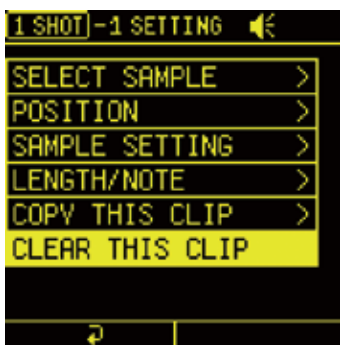 1 SHOT-1 SETTING
SELECT SAMPLE >
POSITION >
SAMPLE SETTING >
LENGTH/NOTE >
COPY THIS CLIP >
CLEAR THIS CLIP